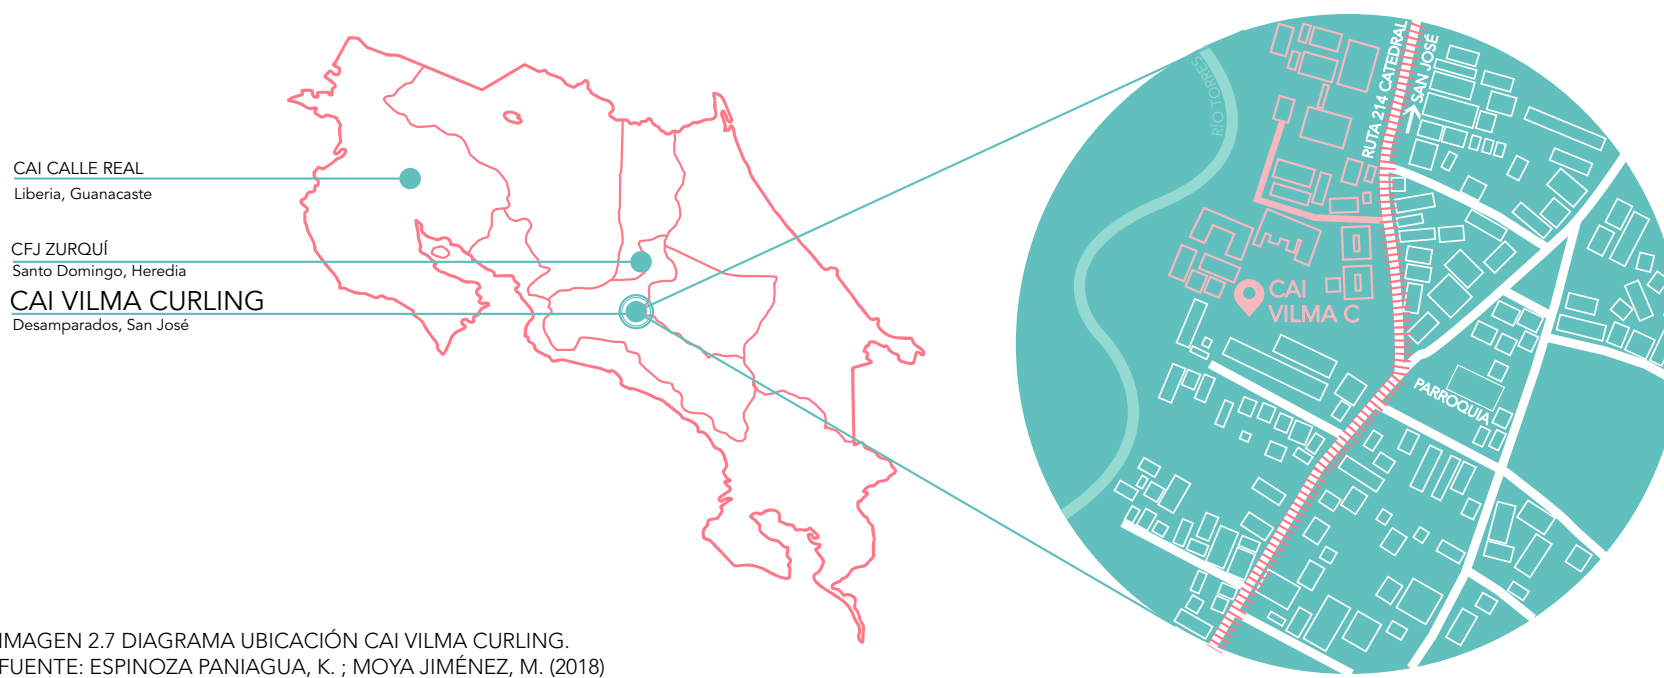 CAI CALLE REAL
Liberia, Guanacaste
CFJ ZURQUÍ
Santo Domingo, Heredia
CAI VILMA CURLING
Desamparados, San José
RÍO TORRES
RUTA 214 CATEDRAL
SAN JOSÉ
CAI
VILMA C
PARROQUIA
IMAGEN 2.7 DIAGRAMA UBICACIÓN CAI VILMA CURLING.
FUENTE: ESPINOZA PANIAGUA, K. ; MOYA JIMÉNEZ, M. (2018)